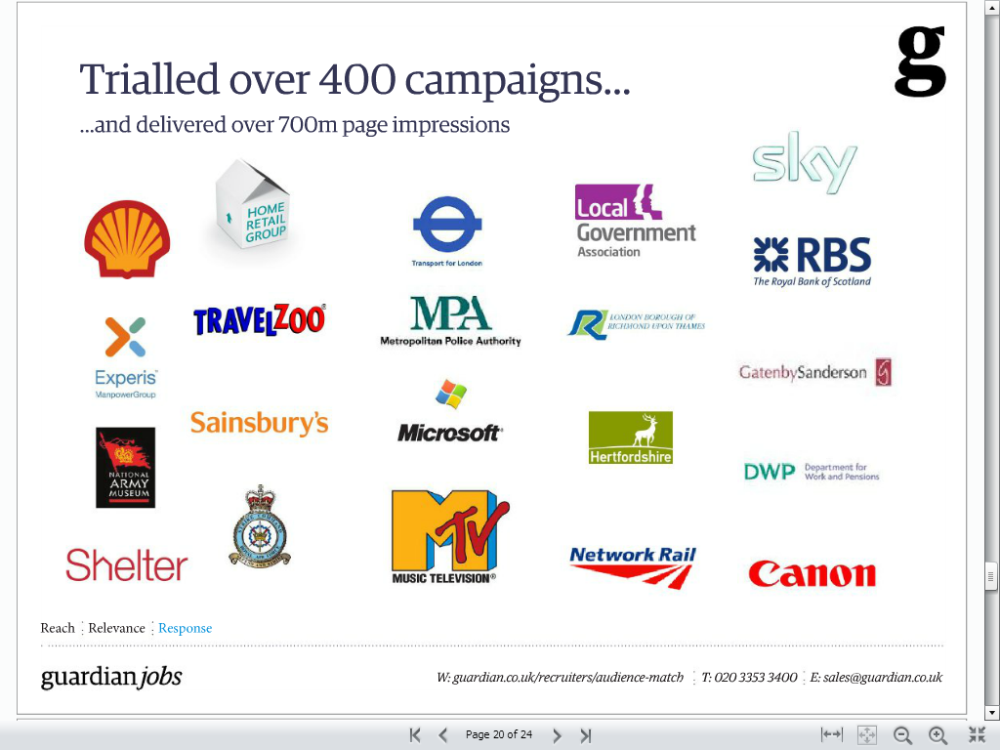 g
Trialled over 400 campaigns...
...and delivered over 700m page impressions
sky
HOME
RETAIL
GROUP
Transport for London
Local
Government
Association
RBS
The Royal Bank of Scotland
TRAVELZOO®
MPA
Metropolitan Police Authority
R
LONDON BOROUGH OF
RICHMOND UPON THAMES
Experis
ManpowerGroup
GatenbySanderson
Sainsbury's
Microsoft®
Hertfordshire
NATIONAL
ARMY
MUSEUM
DWP
Department for
Work and Pensions
MTV
MUSIC TELEVISION®
Shelter
Network Rail
Canon
Reach
Relevance
Response
guardianjobs
W: guardian.co.uk/recruiters/audience-match
T: 020 3353 3400
E: sales@guardian.co.uk
Page 20 of 24